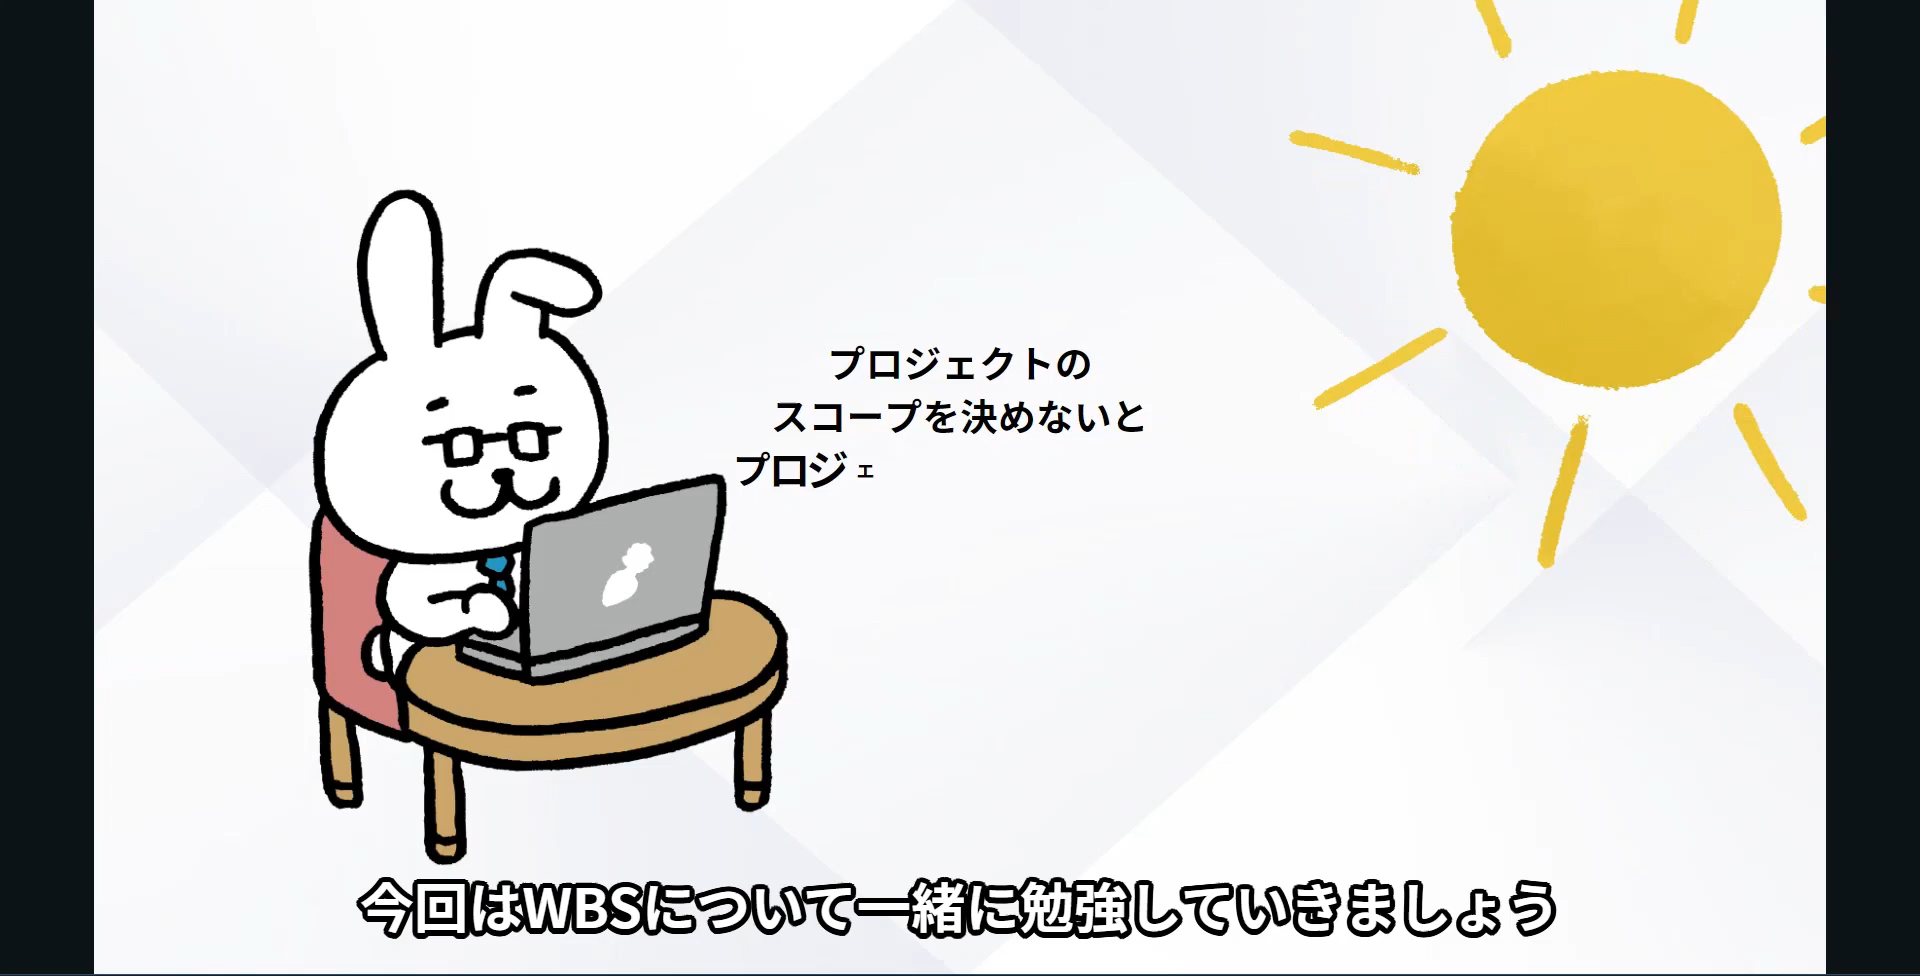 プロジェクトの
スコープを決めないと
プロジェ
今回はWBSについて一緒に勉強していきましょう